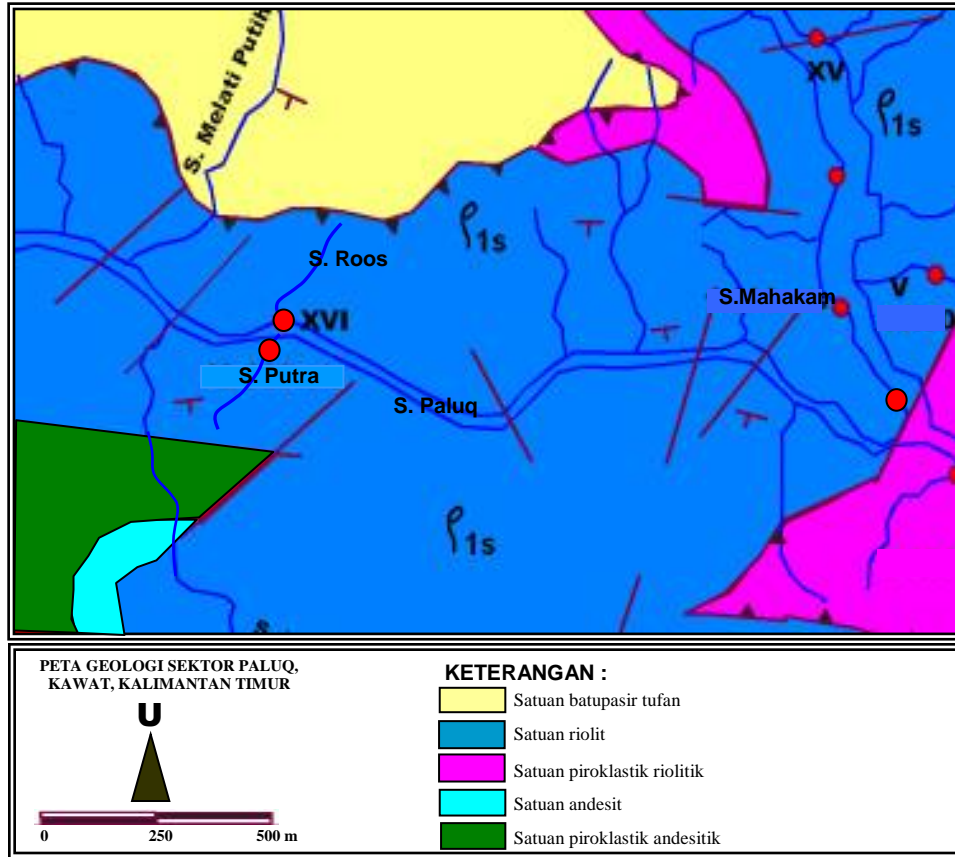 S. Melati Putih
XV
ρ1s
ρ1s
S. Roos
S.Mahakam
V
XVI
S. Putra
S. Paluq
ρ1s
PETA GEOLOGI SEKTOR PALUQ,
KAWAT, KALIMANTAN TIMUR
U
0 250 500 m
KETERANGAN :
Satuan batupasir tufan
Satuan riolit
Satuan piroklastik riolitik
Satuan andesit
Satuan piroklastik andesitik